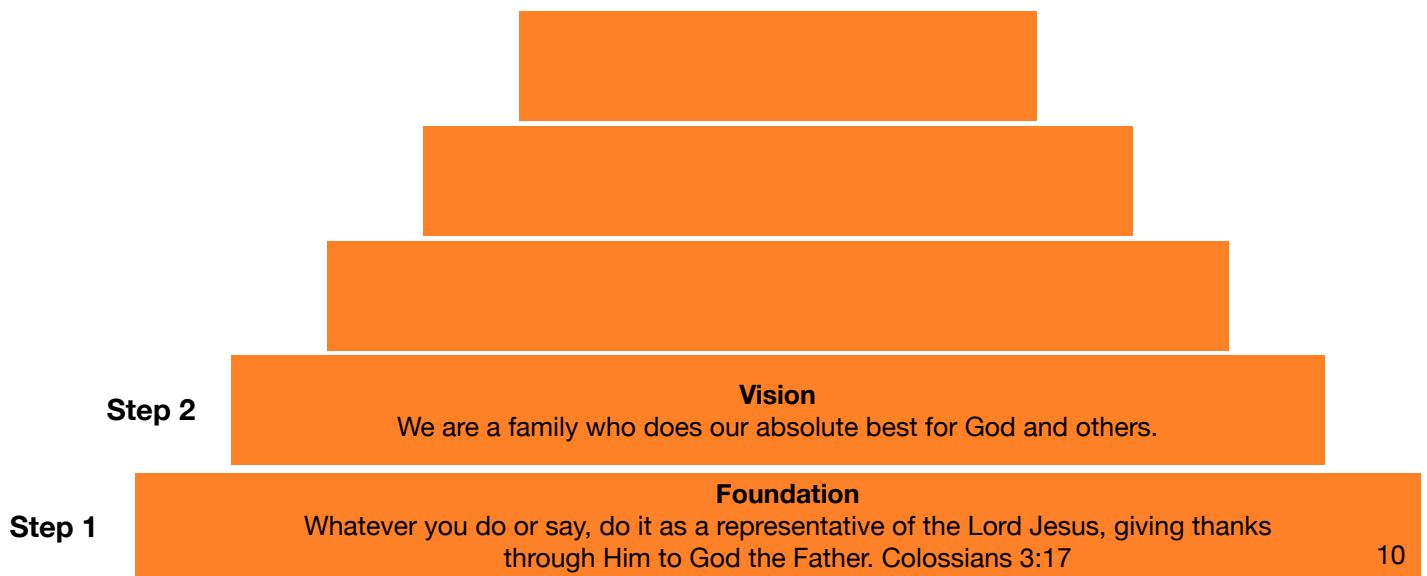 Vision
Step 2
We are a family who does our absolute best for God and others.
Foundation
Step 1
Whatever you do or say, do it as a representative of the Lord Jesus, giving thanks
through Him to God the Father. Colossians 3:17
10